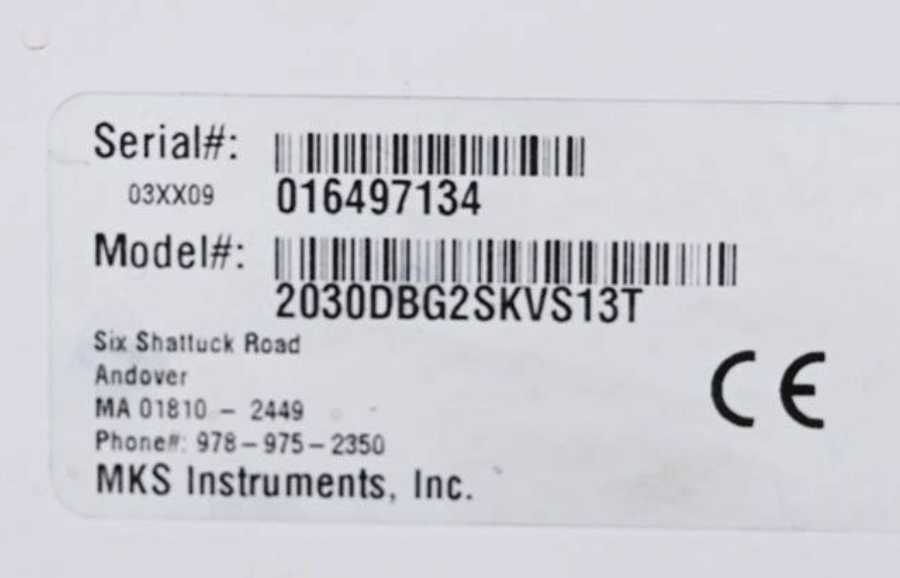 Serial#:
03XX09
016497134
Model#:
2030DBG2SKVS13T
Six Shattuck Road
Andover
MA 01810 - 2449
Phone#: 978-975-2350
MKS Instruments, Inc.
CE